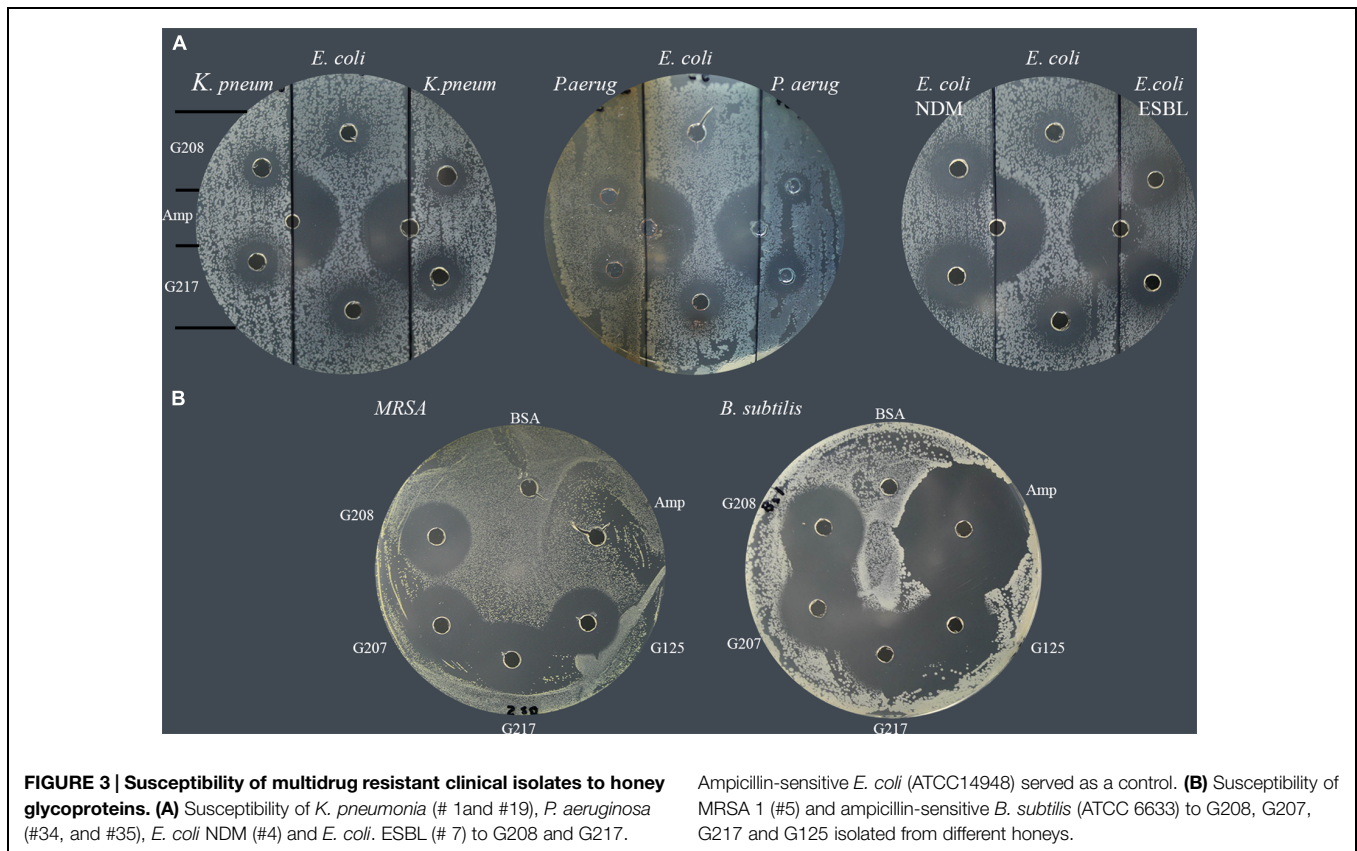 A
E. coli
E. coli
E. coli
K. pneum
K.pneum
P.aerug
P. aerug
E. coli
NDM
E.coli
ESBL
G208
Amp
G217
B
MRSA
B. subtilis
BSA
BSA
Amp
Amp
G208
G208
G207
G207
G125
G125
G217
G217
FIGURE 3 | Susceptibility of multidrug resistant clinical isolates to honey
glycoproteins. (A) Susceptibility of K. pneumonia (# 1and #19), P. aeruginosa
(#34, and #35), E. coli NDM (#4) and E. coli. ESBL (# 7) to G208 and G217.
Ampicillin-sensitive E. coli (ATCC14948) served as a control. (B) Susceptibility of
MRSA 1 (#5) and ampicillin-sensitive B. subtilis (ATCC 6633) to G208, G207,
G217 and G125 isolated from different honeys.